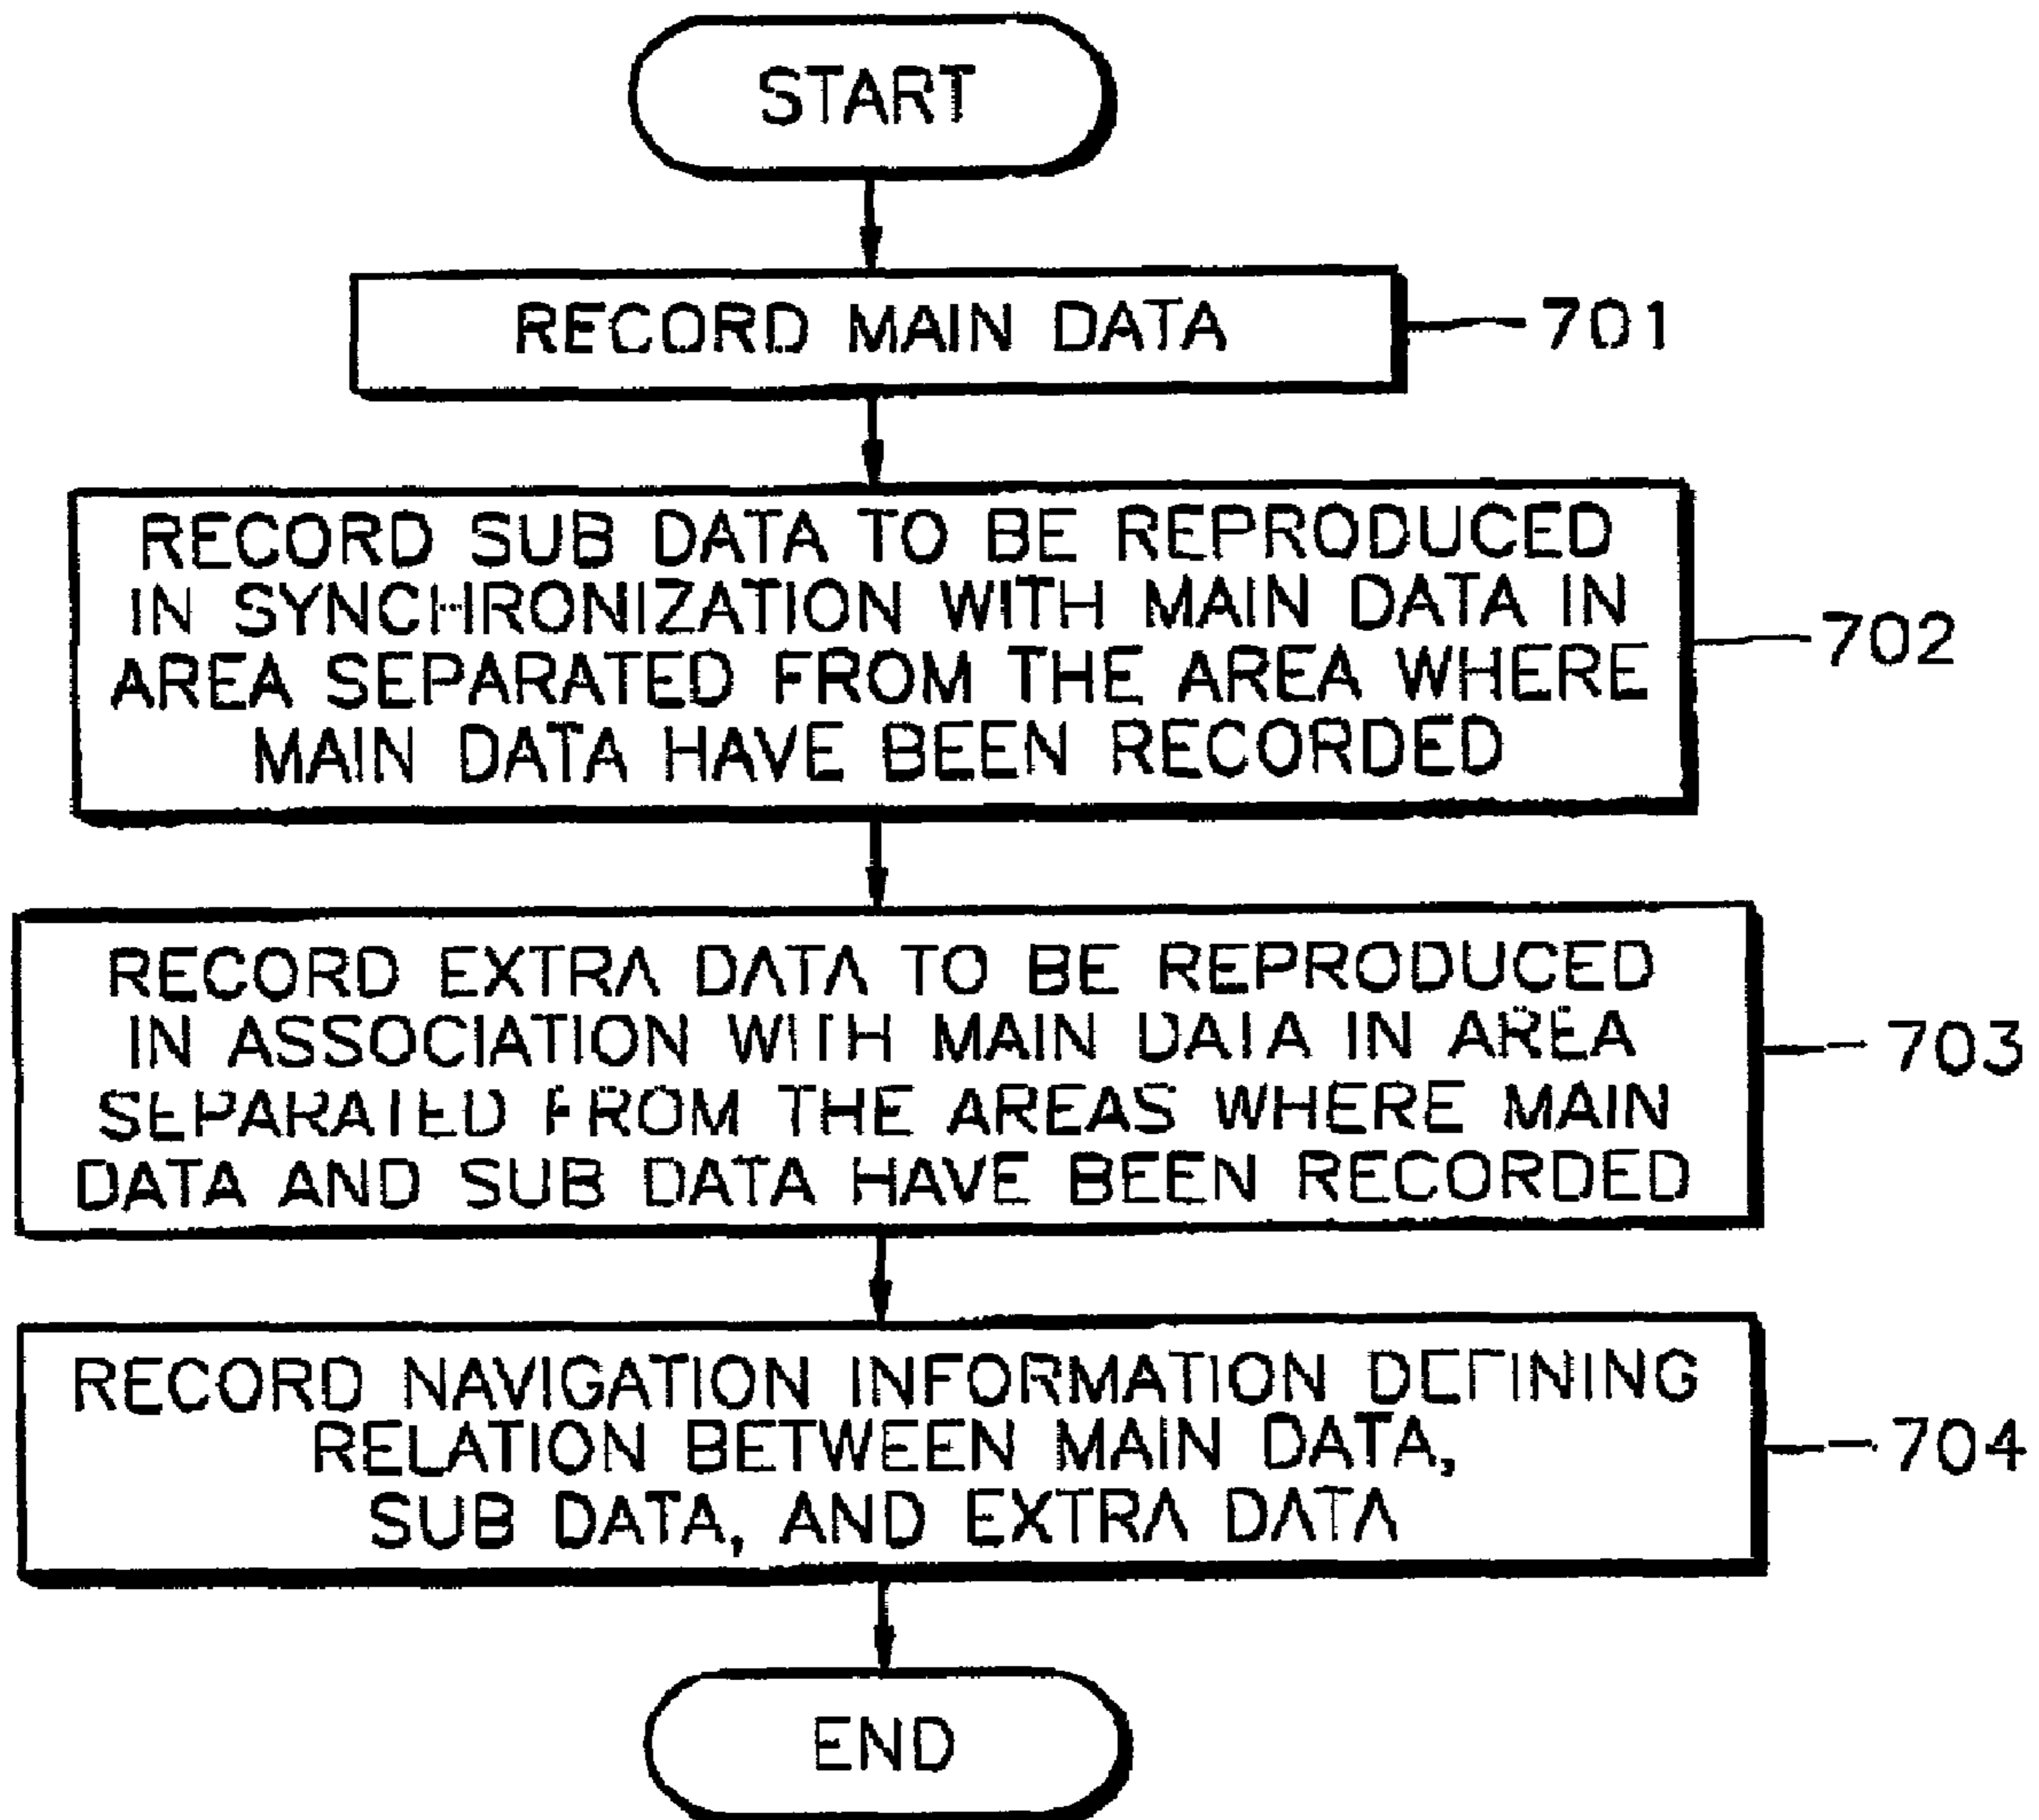 START
RECORD MAIN DATA
701
RECORD SUB DATA TO BE REPRODUCED
IN SYNCHRONIZATION WITH MAIN DATA IN
AREA SEPARATED FROM THE AREA WHERE
MAIN DATA HAVE BEEN RECORDED
702
RECORD EXTRA DATA TO BE REPRODUCED
IN ASSOCIATION WITH MAIN DATA IN AREA
SEPARATED FROM THE AREAS WHERE MAIN
DATA AND SUB DATA HAVE BEEN RECORDED
703
RECORD NAVIGATION INFORMATION DEFINING
RELATION BETWEEN MAIN DATA,
SUB DATA, AND EXTRA DATA
704
END